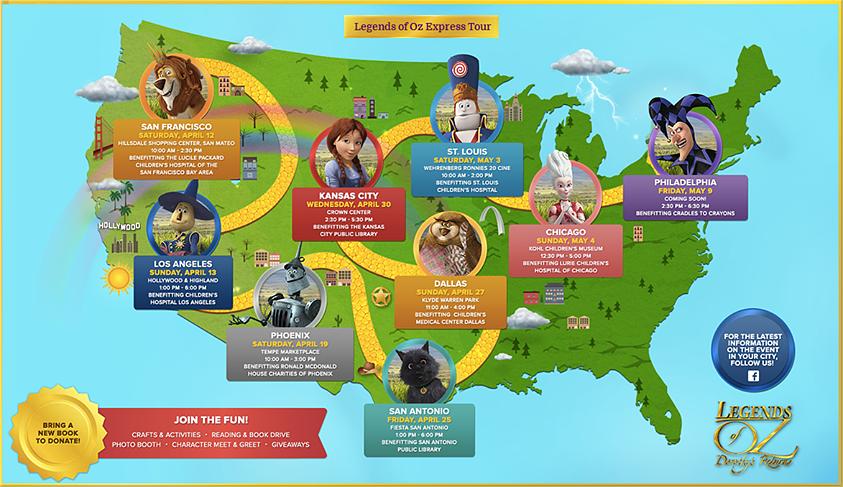 Legends of Oz Express Tour
SAN FRANCISCO
SATURDAY, APRIL 12
HILLSDALE SHOPPING CENTER, SAN MATEO
10:00 AM - 2:30 PM
BENEFITTING THE LUCILE PACKARD
CHILDREN'S HOSPITAL OF THE
SAN FRANCISCO BAY AREA
ST. LOUIS
SATURDAY, MAY 3
WEHRENBERG RONNIES 20 CINE
10:00 AM - 2:00 PM
BENEFITTING ST. LOUIS
CHILDREN'S HOSPITAL
KANSAS CITY
WEDNESDAY, APRIL 30
CROWN CENTER
2:30 PM - 5:30 PM
BENEFITTING THE KANSAS
CITY PUBLIC LIBRARY
PHILADELPHIA
FRIDAY, MAY 9
COMING SOON!
2:30 PM - 6:30 PM
BENEFITTING CRADLES TO CRAYONS
HOLLYWOOD
CHICAGO
SUNDAY, MAY 4
KOHL CHILDREN'S MUSEUM
12:30 PM - 5:00 PM
BENEFITTING LURIE CHILDREN'S
HOSPITAL OF CHICAGO
LOS ANGELES
SUNDAY, APRIL 13
HOLLYWOOD & HIGHLAND
1:00 PM - 6:00 PM
BENEFITTING CHILDREN'S
HOSPITAL LOS ANGELES
DALLAS
SUNDAY, APRIL 27
KLYDE WARREN PARK
11:00 AM - 4:00 PM
BENEFITTING CHILDREN'S
MEDICAL CENTER DALLAS
PHOENIX
SATURDAY, APRIL 19
TEMPE MARKETPLACE
10:00 AM - 3:00 PM
BENEFITTING RONALD MCDONALD
HOUSE CHARITIES OF PHOENIX
FOR THE LATEST
INFORMATION
ON THE EVENT
IN YOUR CITY,
FOLLOW US!
f
SAN ANTONIO
FRIDAY, APRIL 25
FIESTA SAN ANTONIO
1:00 PM - 6:00 PM
BENEFITTING SAN ANTONIO
PUBLIC LIBRARY
BRING A
NEW BOOK
TO DONATE!
JOIN THE FUN!
CRAFTS & ACTIVITIES • READING & BOOK DRIVE
PHOTO BOOTH • CHARACTER MEET & GREET • GIVEAWAYS
LEGENDS
OF OZ
Dorothy's Return